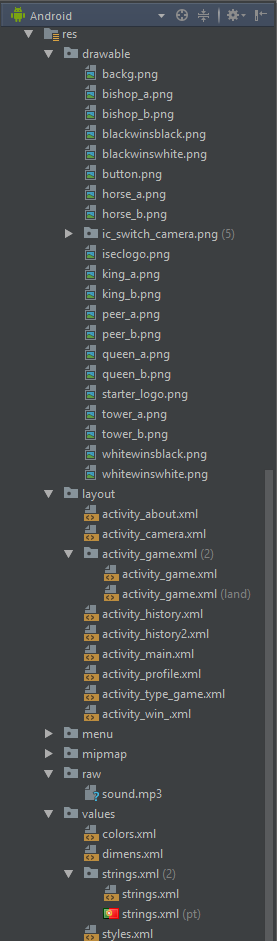 Android
res
drawable
backg.png
bishop_a.png
bishop_b.png
blackwinsblack.png
blackwinswhite.png
button.png
horse_a.png
horse_b.png
ic_switch_camera.png (5)
iseclogo.png
king_a.png
king_b.png
peer_a.png
peer_b.png
queen_a.png
queen_b.png
starter_logo.png
tower_a.png
tower_b.png
whitewinsblack.png
whitewinswhite.png
layout
activity_about.xml
activity_camera.xml
activity_game.xml (2)
activity_game.xml
activity_game.xml (land)
activity_history.xml
activity_history2.xml
activity_main.xml
activity_profile.xml
activity_type_game.xml
activity_win_.xml
menu
mipmap
raw
sound.mp3
values
colors.xml
dimens.xml
strings.xml (2)
strings.xml
strings.xml (pt)
styles.xml